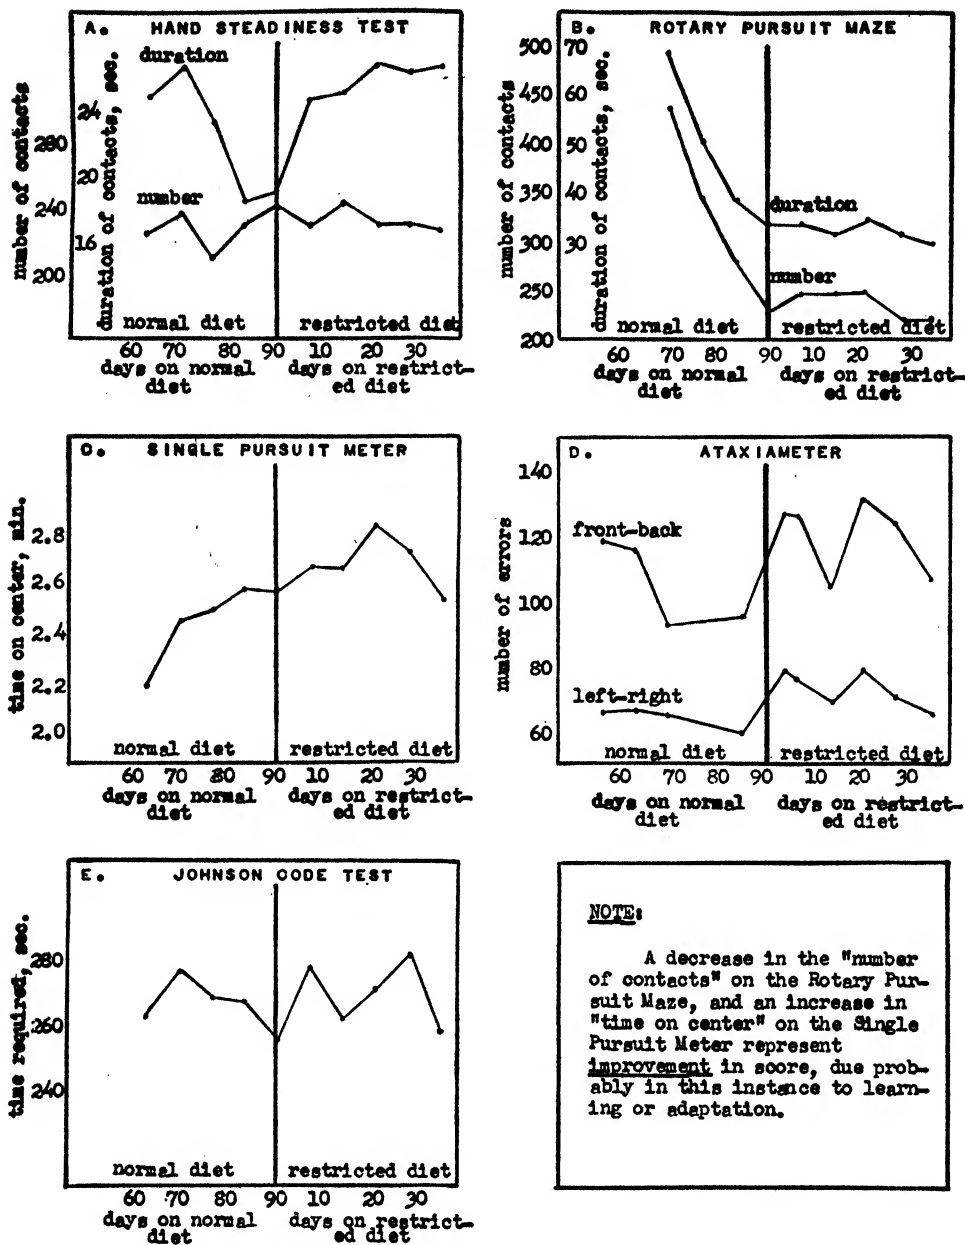 A. HAND STEADINESS TEST
number of contacts
duration of contacts, sec.
280
240
200
24
20
16
duration
number
normal diet restricted diet
60 70 80 90 10 20 30
days on normal diet
days on restrict-
ed diet
B. ROTARY PURSUIT MAZE
number of contacts
duration of contacts, sec.
500
450
400
350
300
250
200
70
60
50
40
30
duration
number
normal diet restricted diet
60 70 80 90 10 20 30
days on normal
diet
days on restrict-
ed diet
C. SINGLE PURSUIT METER
time on center, min.
2.8
2.6
2.4
2.2
2.0
normal diet restricted diet
60 70 80 90 10 20 30
days on normal
diet
days on restrict-
ed diet
D. ATAXIAMETER
number of errors
140
120
100
80
60
front-back
left-right
normal diet restricted diet
60 70 80 90 10 20 30
days on normal
diet
days on restrict-
ed diet
E. JOHNSON CODE TEST
time required, sec.
280
260
240
normal diet restricted diet
60 70 80 90 10 20 30
days on normal
diet
days on restrict-
ed diet
NOTE:
A decrease in the "number
of contacts" on the Rotary Pur-
suit Maze, and an increase in
"time on center" on the Single
Pursuit Meter represent
improvement in score, due prob-
ably in this instance to learn-
ing or adaptation.